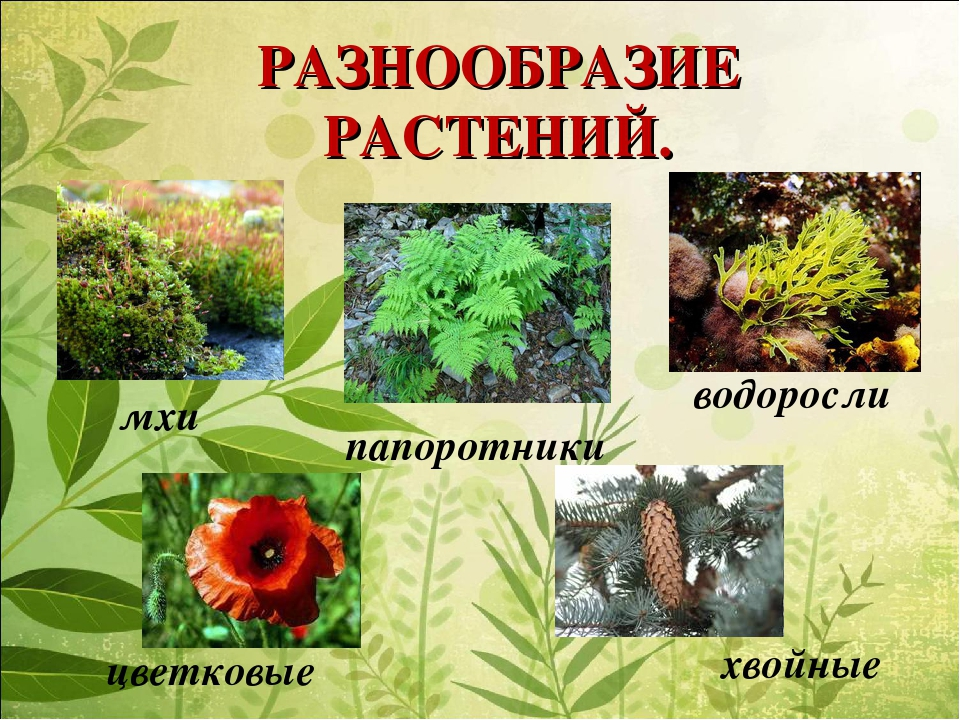 РАЗНООБРАЗИЕ
РАСТЕНИЙ.
мхи
папоротники
водоросли
цветковые
хвойные